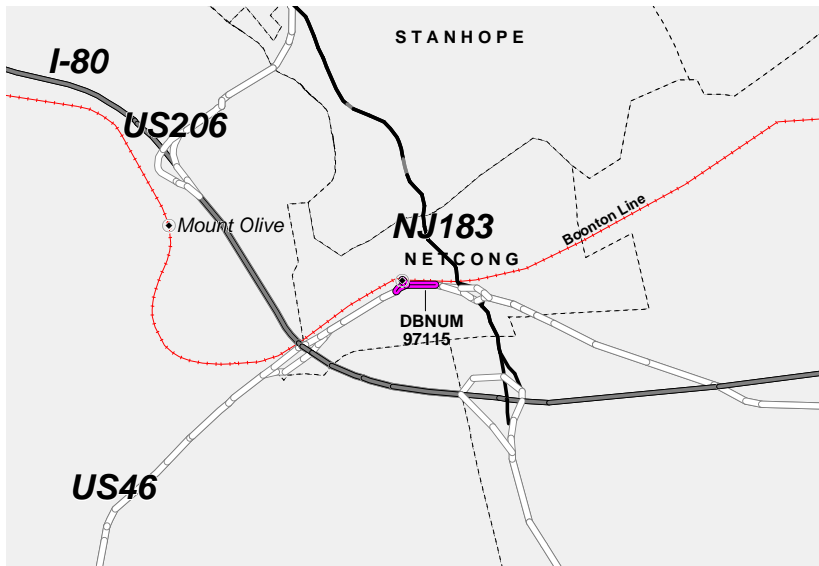 STANHOPE
I-80
US206
Mount Olive
NJ183
Boonton Line
NETCONG
DBNUM
97115
US46